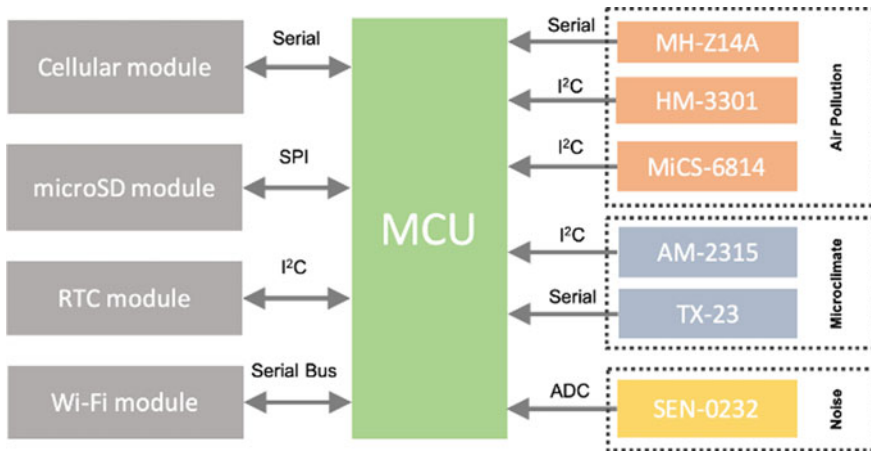 Cellular module
Serial
microSD module
SPI
RTC module
I²C
Wi-Fi module
Serial Bus
MCU
Serial
MH-Z14A
I²C
HM-3301
I²C
MiCS-6814
Air Pollution
I²C
AM-2315
Serial
TX-23
Microclimate
ADC
SEN-0232
Noise